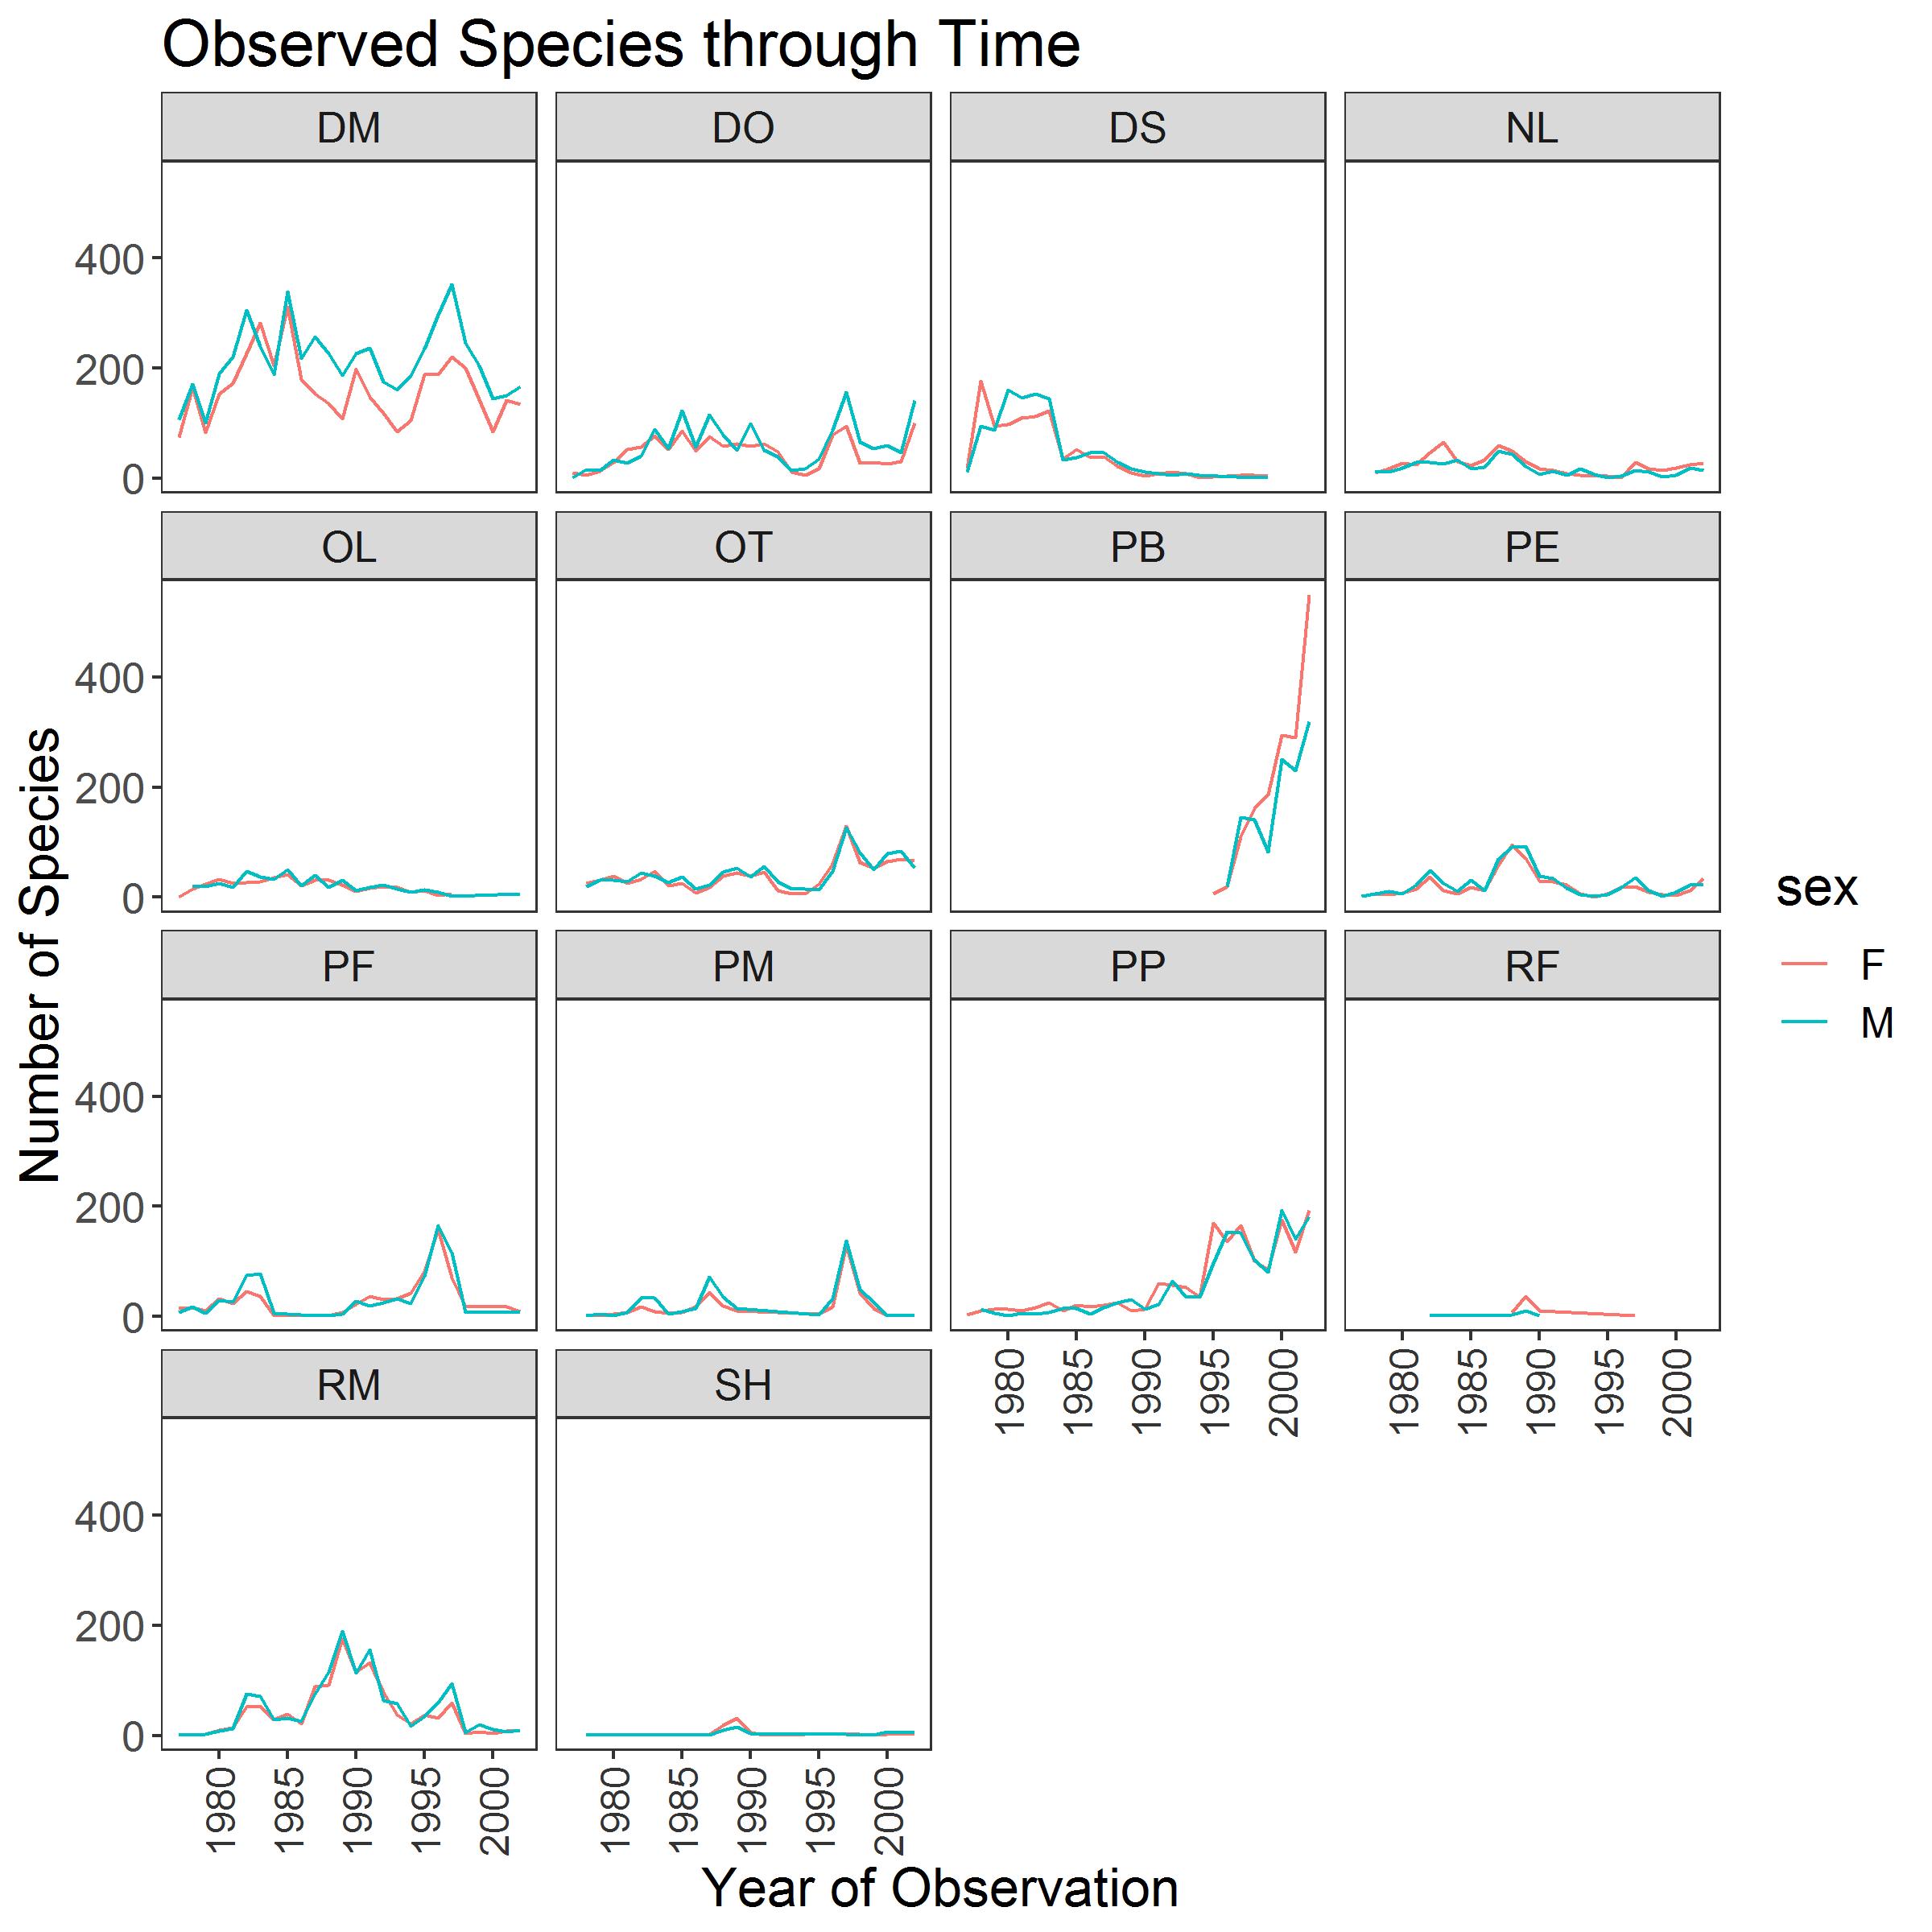 Observed Species through Time
DM DO DS NL
400
200
0
OL OT PB PE
400
200
0
PF PM PP RF
400
200
0
1980 1985 1990 1995 2000 1980 1985 1990 1995 2000
RM SH
400
200
0
1980 1985 1990 1995 2000 1980 1985 1990 1995 2000
Year of Observation
Number of Species
sex
F
M